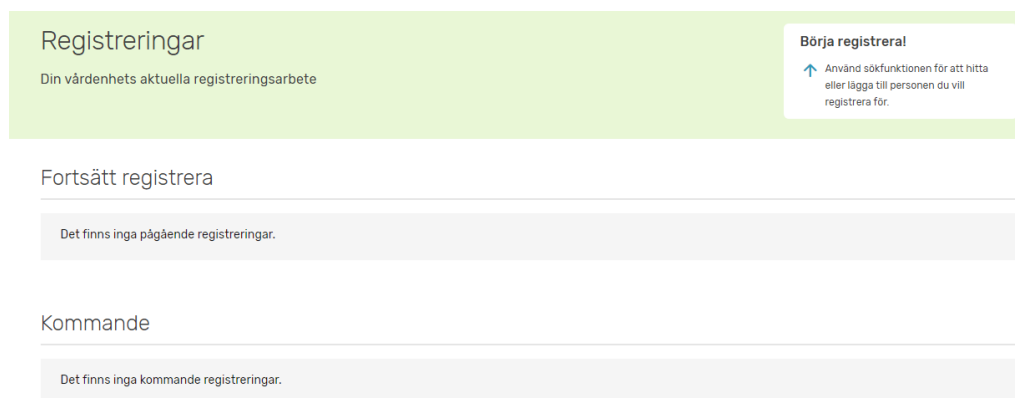 Registreringar
Din vårdenhets aktuella registreringsarbete
Börja registrera!
Använd sökfunktionen för att hitta
eller lägga till personen du vill
registrera för.
Fortsätt registrera
Det finns inga pågående registreringar.
Kommande
Det finns inga kommande registreringar.